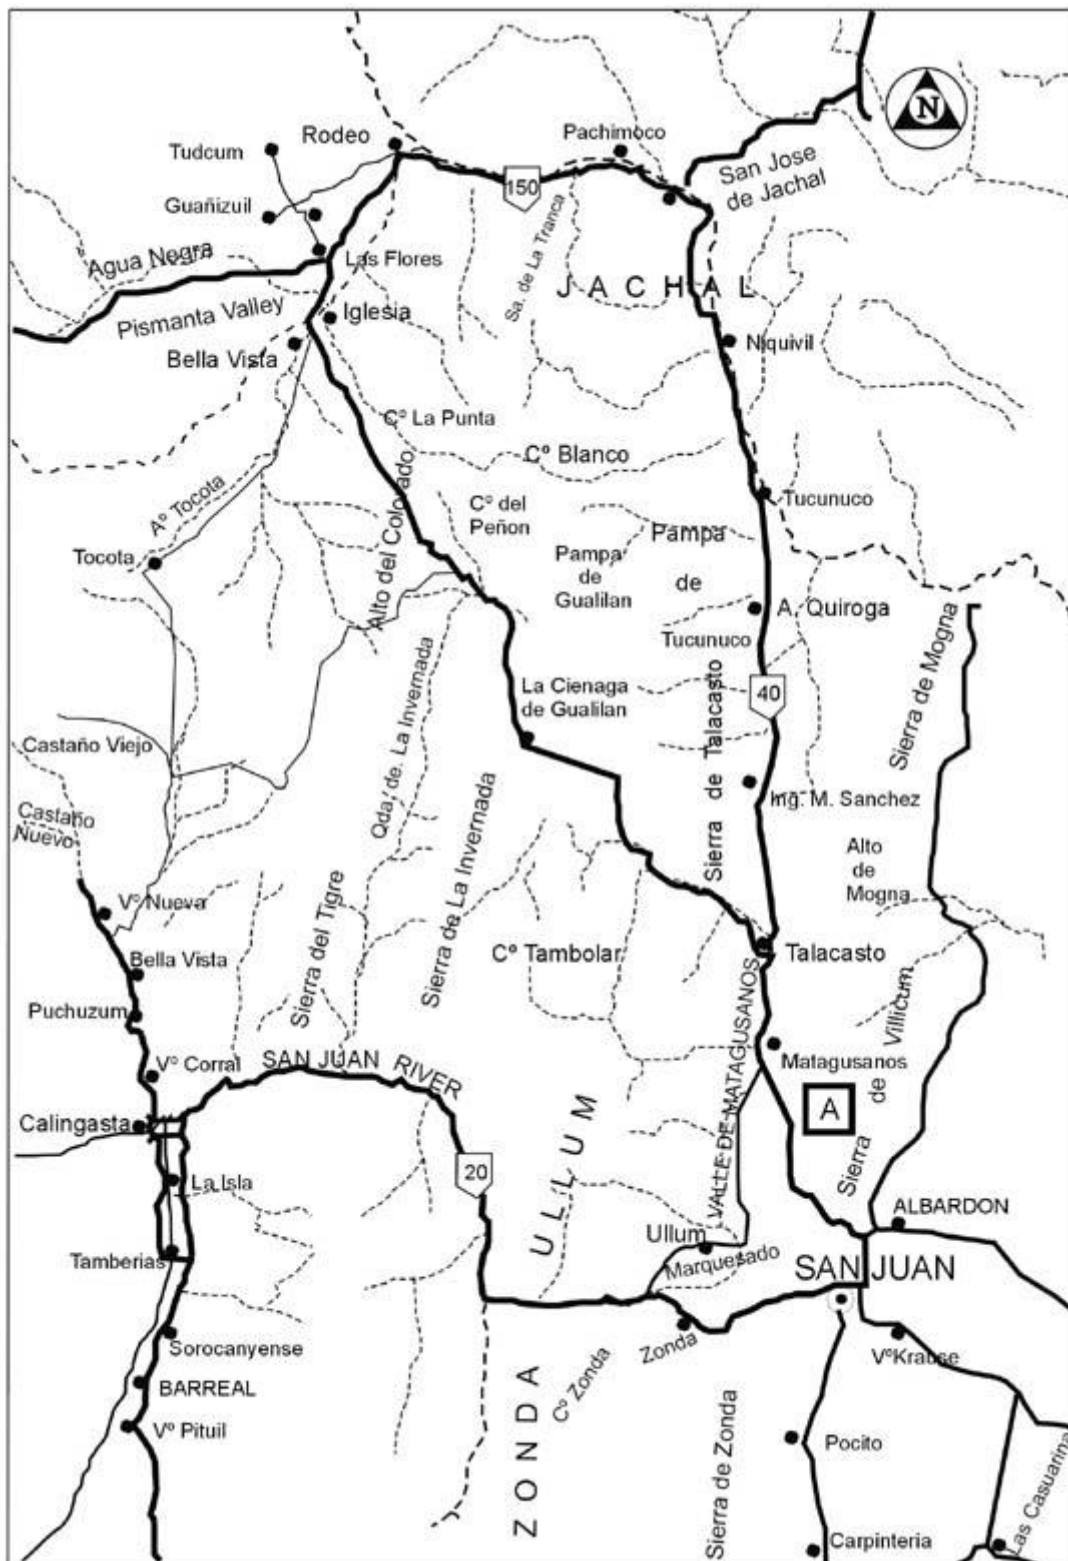 N
Rodeo
Pachimoco
Tudcum
San Jose
de Jachal
150
Guañizuil
Sa. de La Tranca
Agua Negra
Las Flores
JACHAL
Pismanta Valley
Iglesia
Niquivil
Bella Vista
Cº La Punta
Cº Blanco
Aº Tocota
Cº del
Peñon
Tucunuco
Alto del Colorado
Tocota
Pampa
de
Gualilan
Pampa
de
Tucunuco
A. Quiroga
Sierra de Mogna
La Cienaga
de Gualilan
40
Qda. de. La Invernada
Sierra de Talacasto
Castaño Viejo
Ing. M. Sanchez
Castaño
Nuevo
Alto
de
Mogna
Vº Nueva
Sierra del Tigre
Sierra de La Invernada
Cº Tambolar
Talacasto
Bella Vista
Puchuzum
VALLE DE MATAGUSANOS
Sierra de Villicum
Matagusanos
Vº Corral
SAN JUAN RIVER
A
Calingasta
20
ULLUM
La Isla
ALBARDON
Ullum
Tamberias
Marquesado
SAN JUAN
Sorocanyense
Zonda
VºKrause
BARREAL
Cº Zonda
ZONDA
Vº Pituil
Sierra de Zonda
Pocito
Las Casuarina
Carpinteria